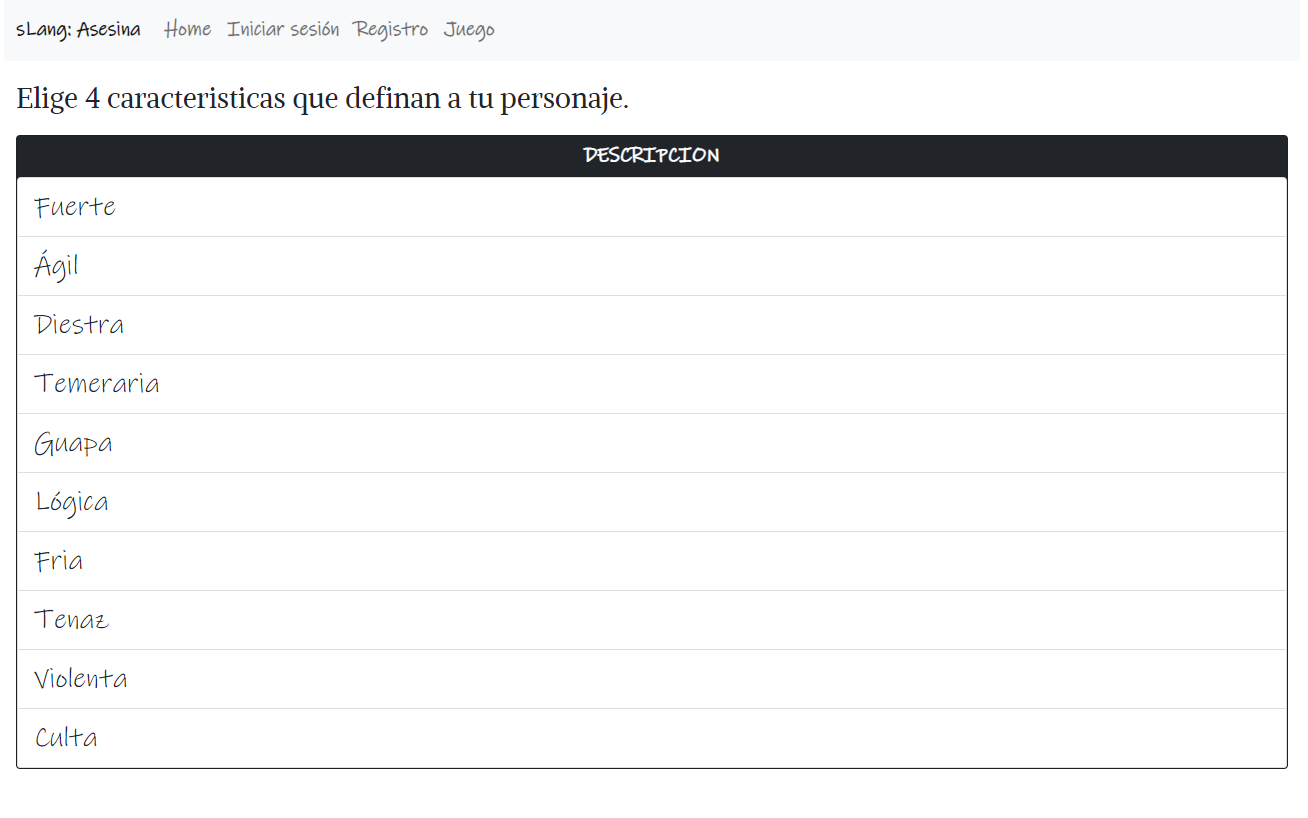 sLang: Asesina Home Iniciar sesión Registro Juego
Elige 4 caracteristicas que definan a tu personaje.
DESCRIPCION
Fuerte
Ágil
Diestra
Temeraria
Guapa
Lógica
Fria
Tenaz
Violenta
Culta